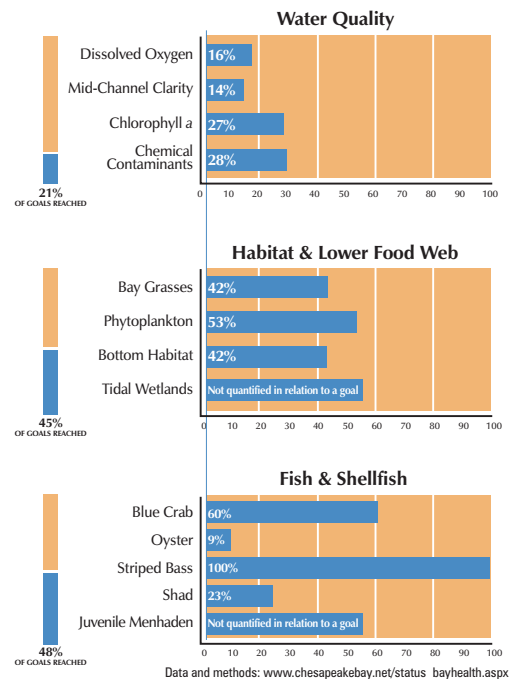 Water Quality
Dissolved Oxygen 16%
Mid-Channel Clarity 14%
Chlorophyll a 27%
Chemical
Contaminants 28%
21%
OF GOALS REACHED
0 10 20 30 40 50 60 70 80 90 100
Habitat & Lower Food Web
Bay Grasses 42%
Phytoplankton 53%
Bottom Habitat 42%
Tidal Wetlands Not quantified in relation to a goal
45%
OF GOALS REACHED
0 10 20 30 40 50 60 70 80 90 100
Fish & Shellfish
Blue Crab 60%
Oyster 9%
Striped Bass 100%
Shad 23%
Juvenile Menhaden Not quantified in relation to a goal
48%
OF GOALS REACHED
0 10 20 30 40 50 60 70 80 90 100
Data and methods: www.chesapeakebay.net/status_bayhealth.aspx